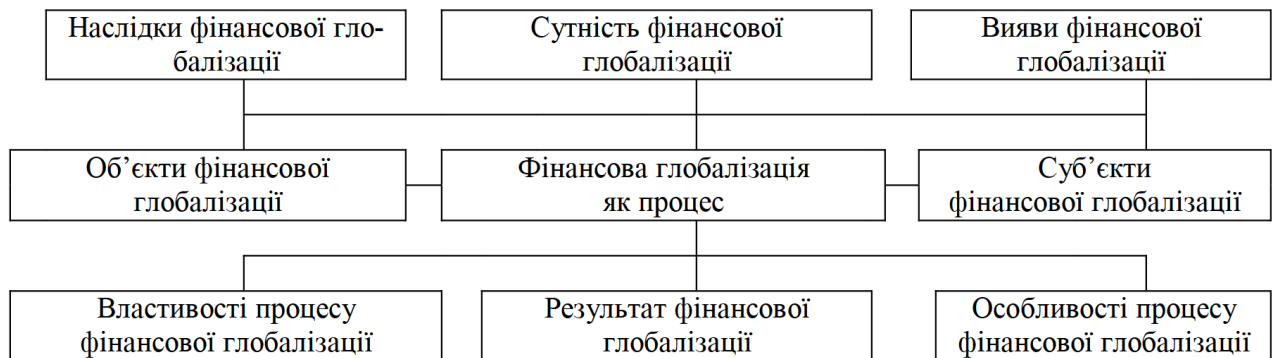 Наслідки фінансової гло-
балізації
Сутність фінансової
глобалізації
Вияви фінансової
глобалізації
Об’єкти фінансової
глобалізації
Фінансова глобалізація
як процес
Суб’єкти
фінансової глобалізації
Властивості процесу
фінансової глобалізації
Результат фінансової
глобалізації
Особливості процесу
фінансової глобалізації